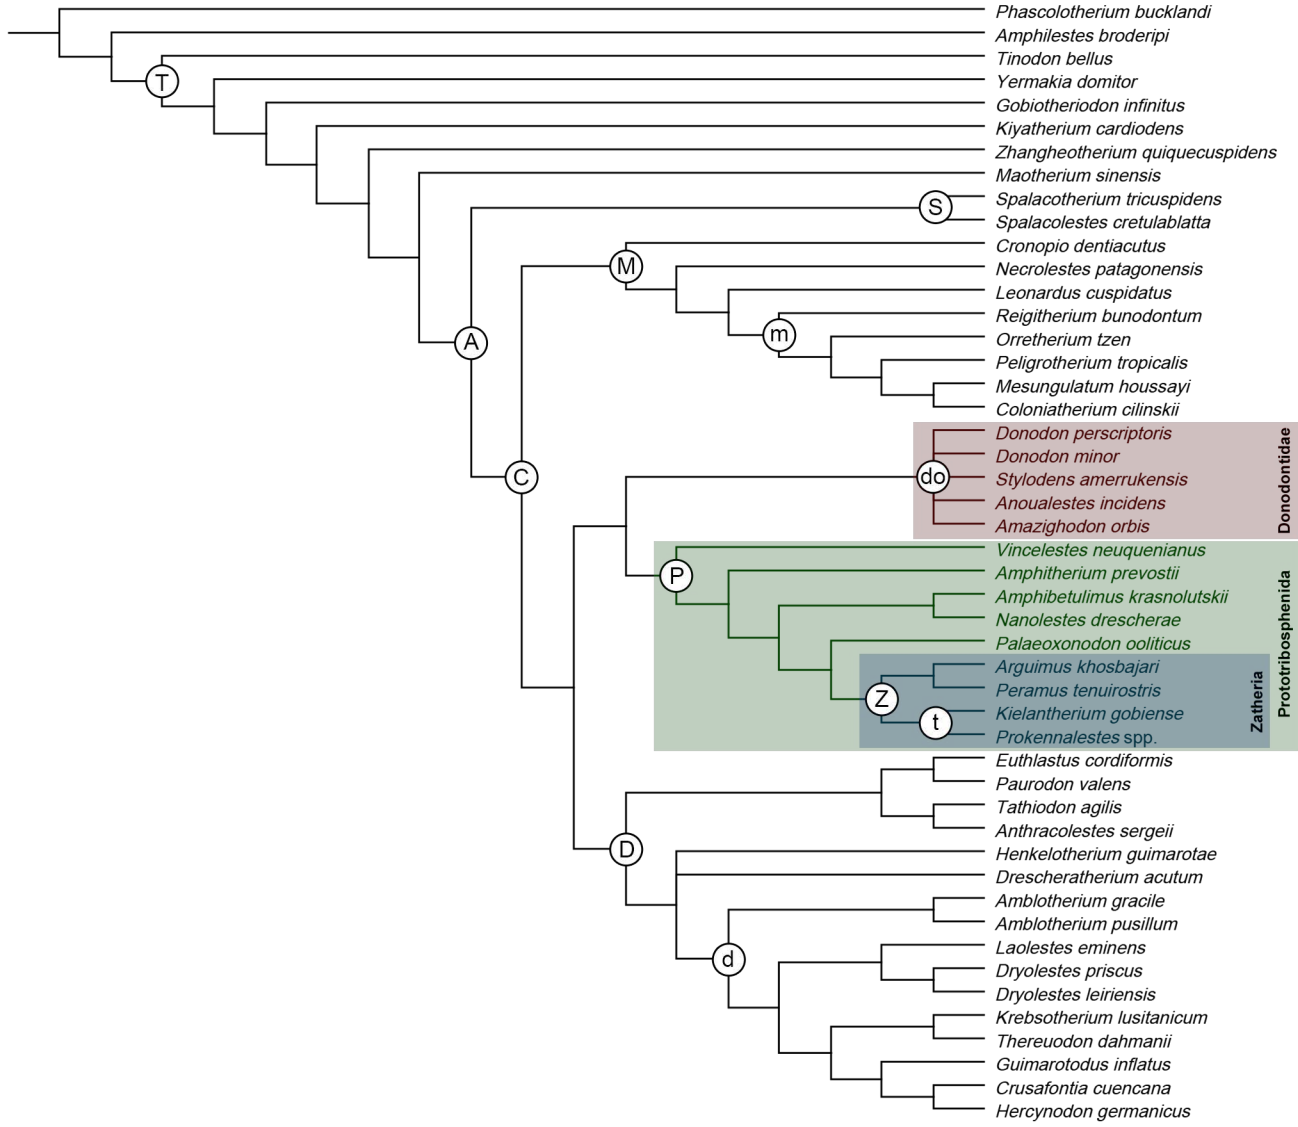 Phascolotherium bucklandi
Amphilestes broderipi
Tinodon bellus
T
Yermakia domitor
Gobiotheriodon infinitus
Kiyatherium cardiodens
Zhangheotherium quiquecuspidens
Maotherium sinensis
Spalacotherium tricuspidens
S
Spalacolestes cretulablatta
Cronopio dentiacutus
M
Necrolestes patagonensis
Leonardus cuspidatus
Reigitherium bunodontum
m
Orretherium tzen
A
Peligrotherium tropicalis
Mesungulatum houssayi
Coloniatherium cilinskii
Donodon perscriptoris
Donodon minor
C
do
Stylodens amerrukensis
Anoualestes incidens
Amazighodon orbis
Donodontidae
Vincelestes neuquenianus
P
Amphitherium prevostii
Amphibetulimus krasnolutskii
Nanolestes drescherae
Palaeoxonodon ooliticus
Arguimus khosbajari
Peramus tenuirostris
Z
Kielantherium gobiense
t
Prokennalestes spp.
Zatheria
Prototribosphenida
Euthlastus cordiformis
Paurodon valens
Tathiodon agilis
Anthracolestes sergeii
D
Henkelotherium guimarotae
Drescheratherium acutum
Amblotherium gracile
Amblotherium pusillum
Laolestes eminens
d
Dryolestes priscus
Dryolestes leiriensis
Krebsotherium lusitanicum
Thereuodon dahmanii
Guimarotodus inflatus
Crusafontia cuencana
Hercynodon germanicus